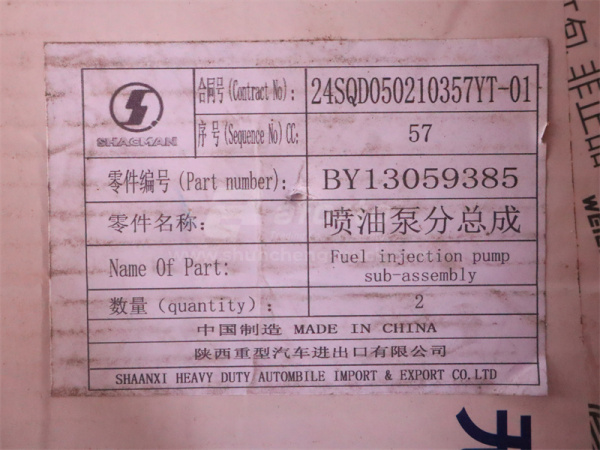 SHACMAN
合同号(Contract No): 24SQD050210357YT-01
序号(Sequence No)CC: 57
零件编号(Part number): BY13059385
零件名称: 喷油泵分总成
Name Of Part: Fuel injection pump
sub-assembly
数量(quantity): 2
中国制造 MADE IN CHINA
陕西重型汽车进出口有限公司
SHAANXI HEAVY DUTY AUTOMBILE IMPORT & EXPORT CO.LTD
非正品